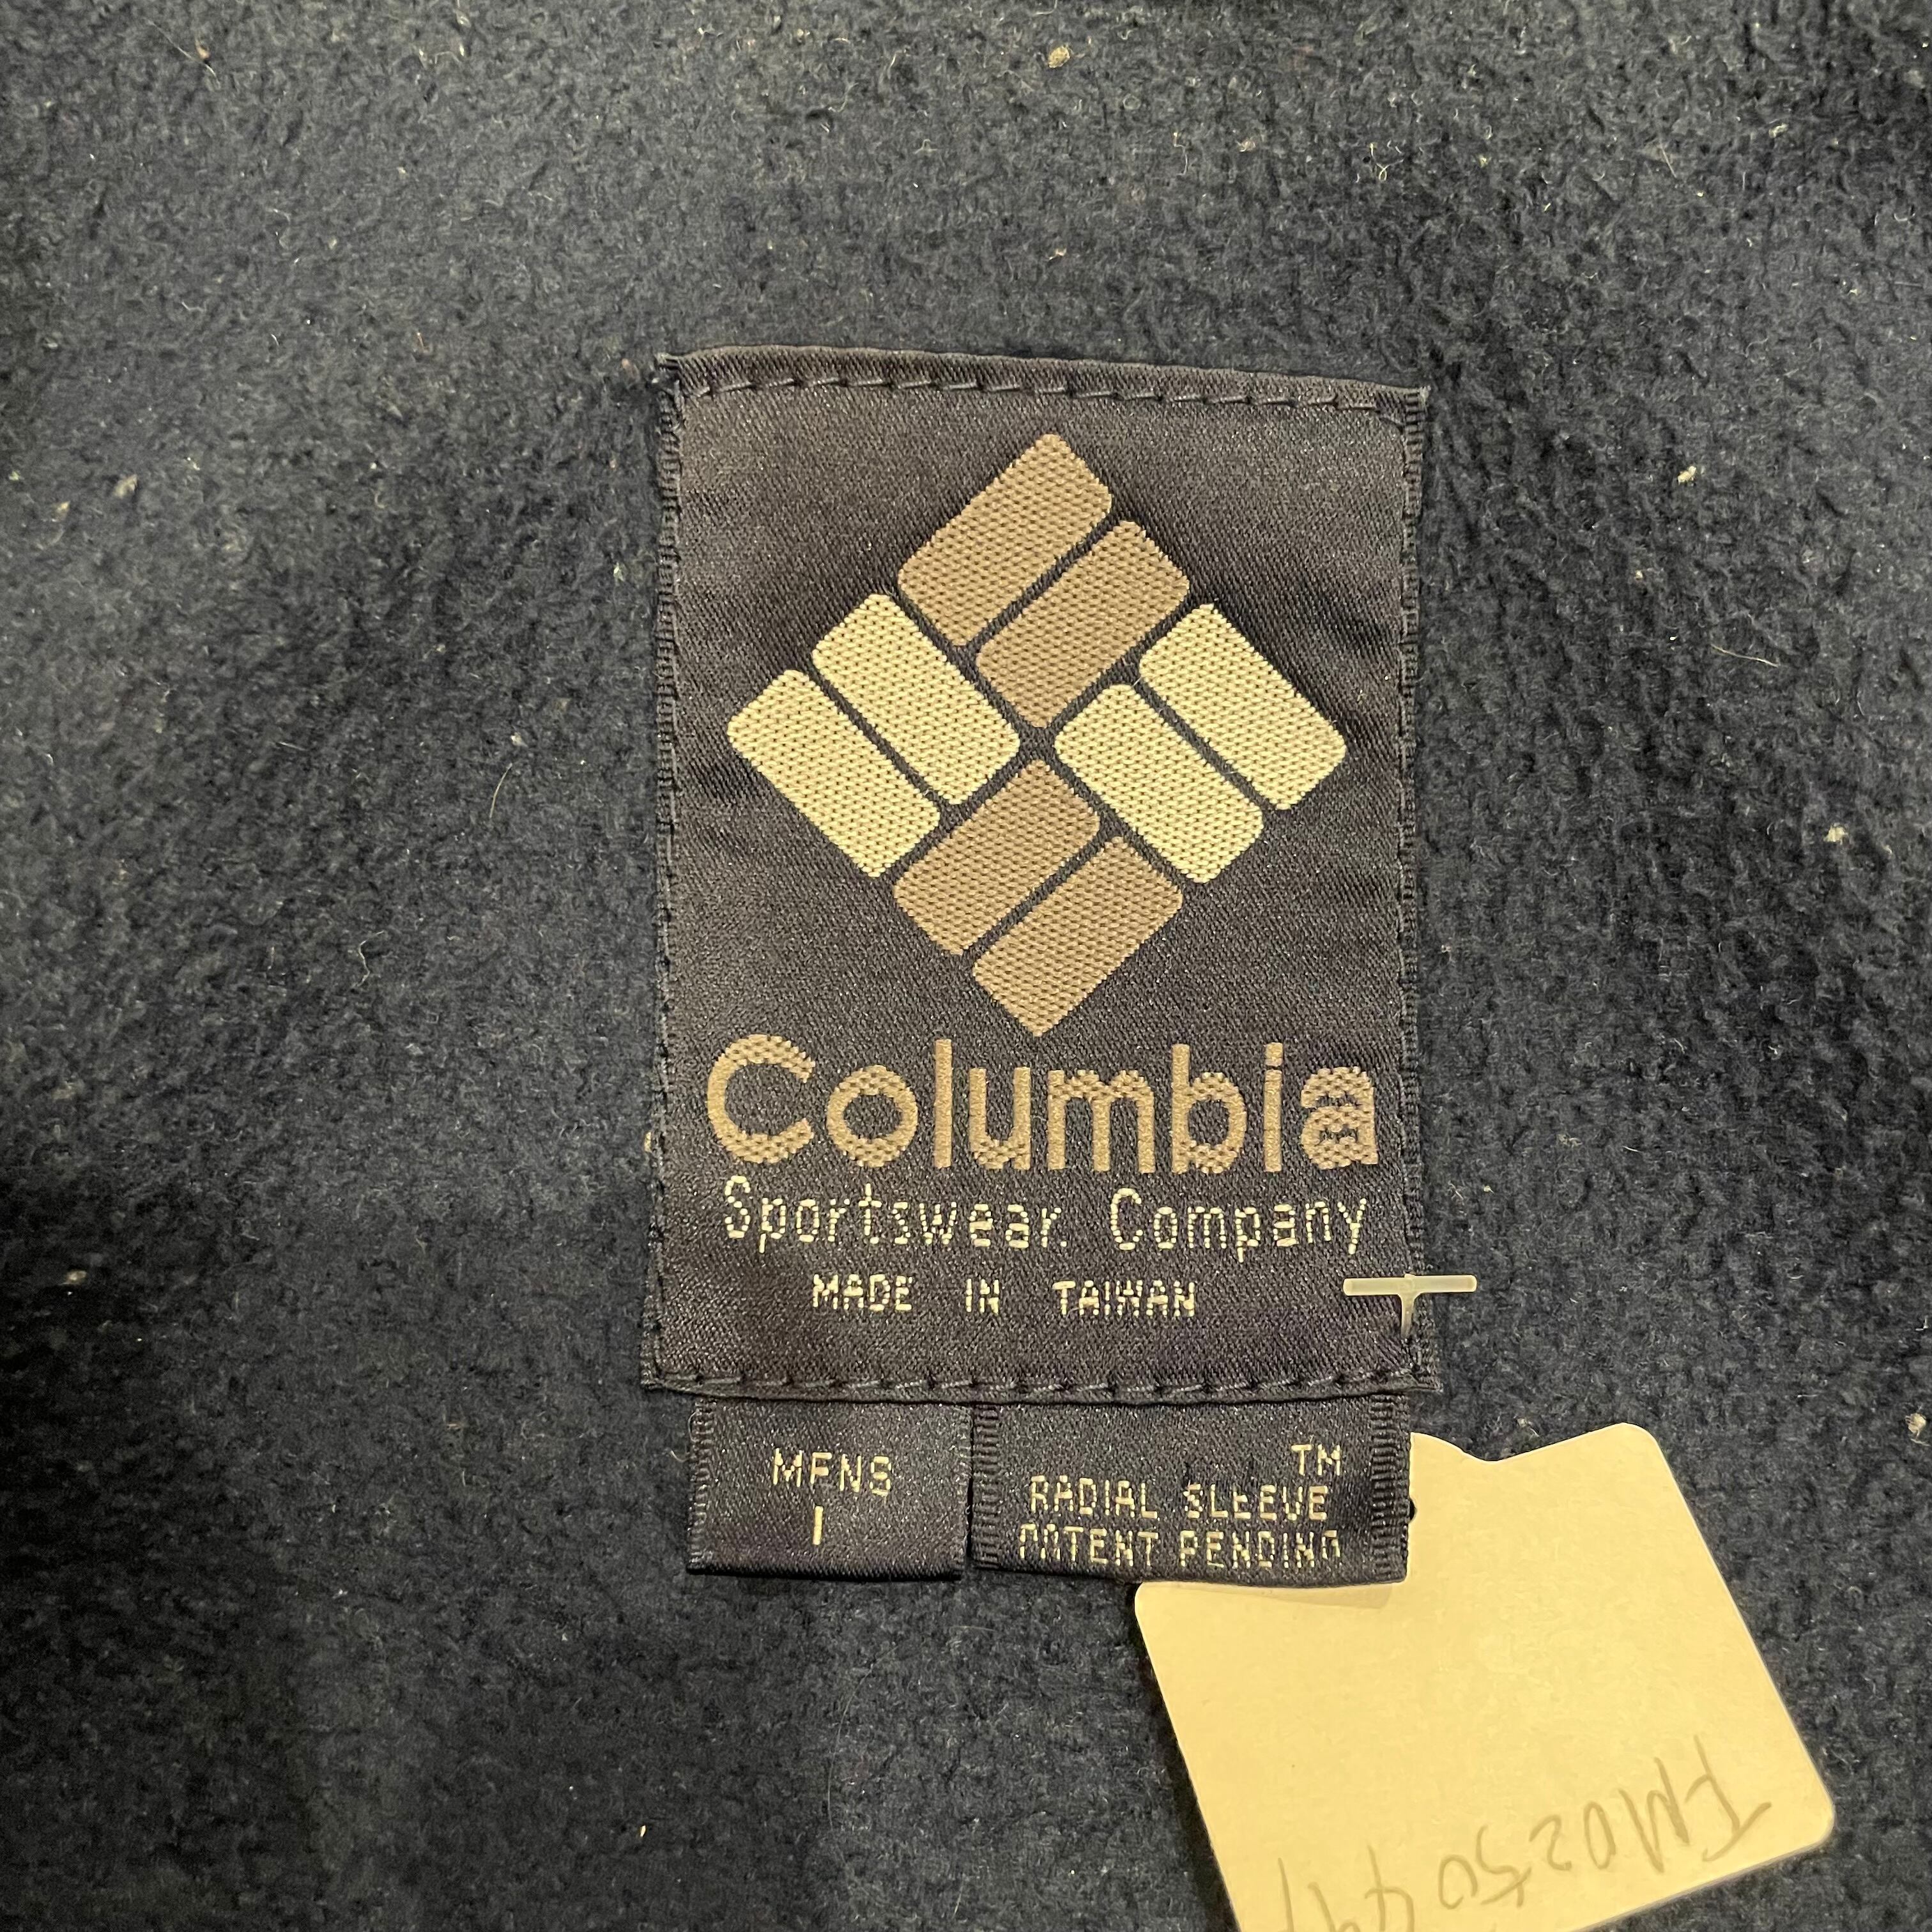 Columbia
Sportswear. Company
MADE IN TAIWAN
MENS
TM
RADIAL SLEEVE
PATENT PENDING